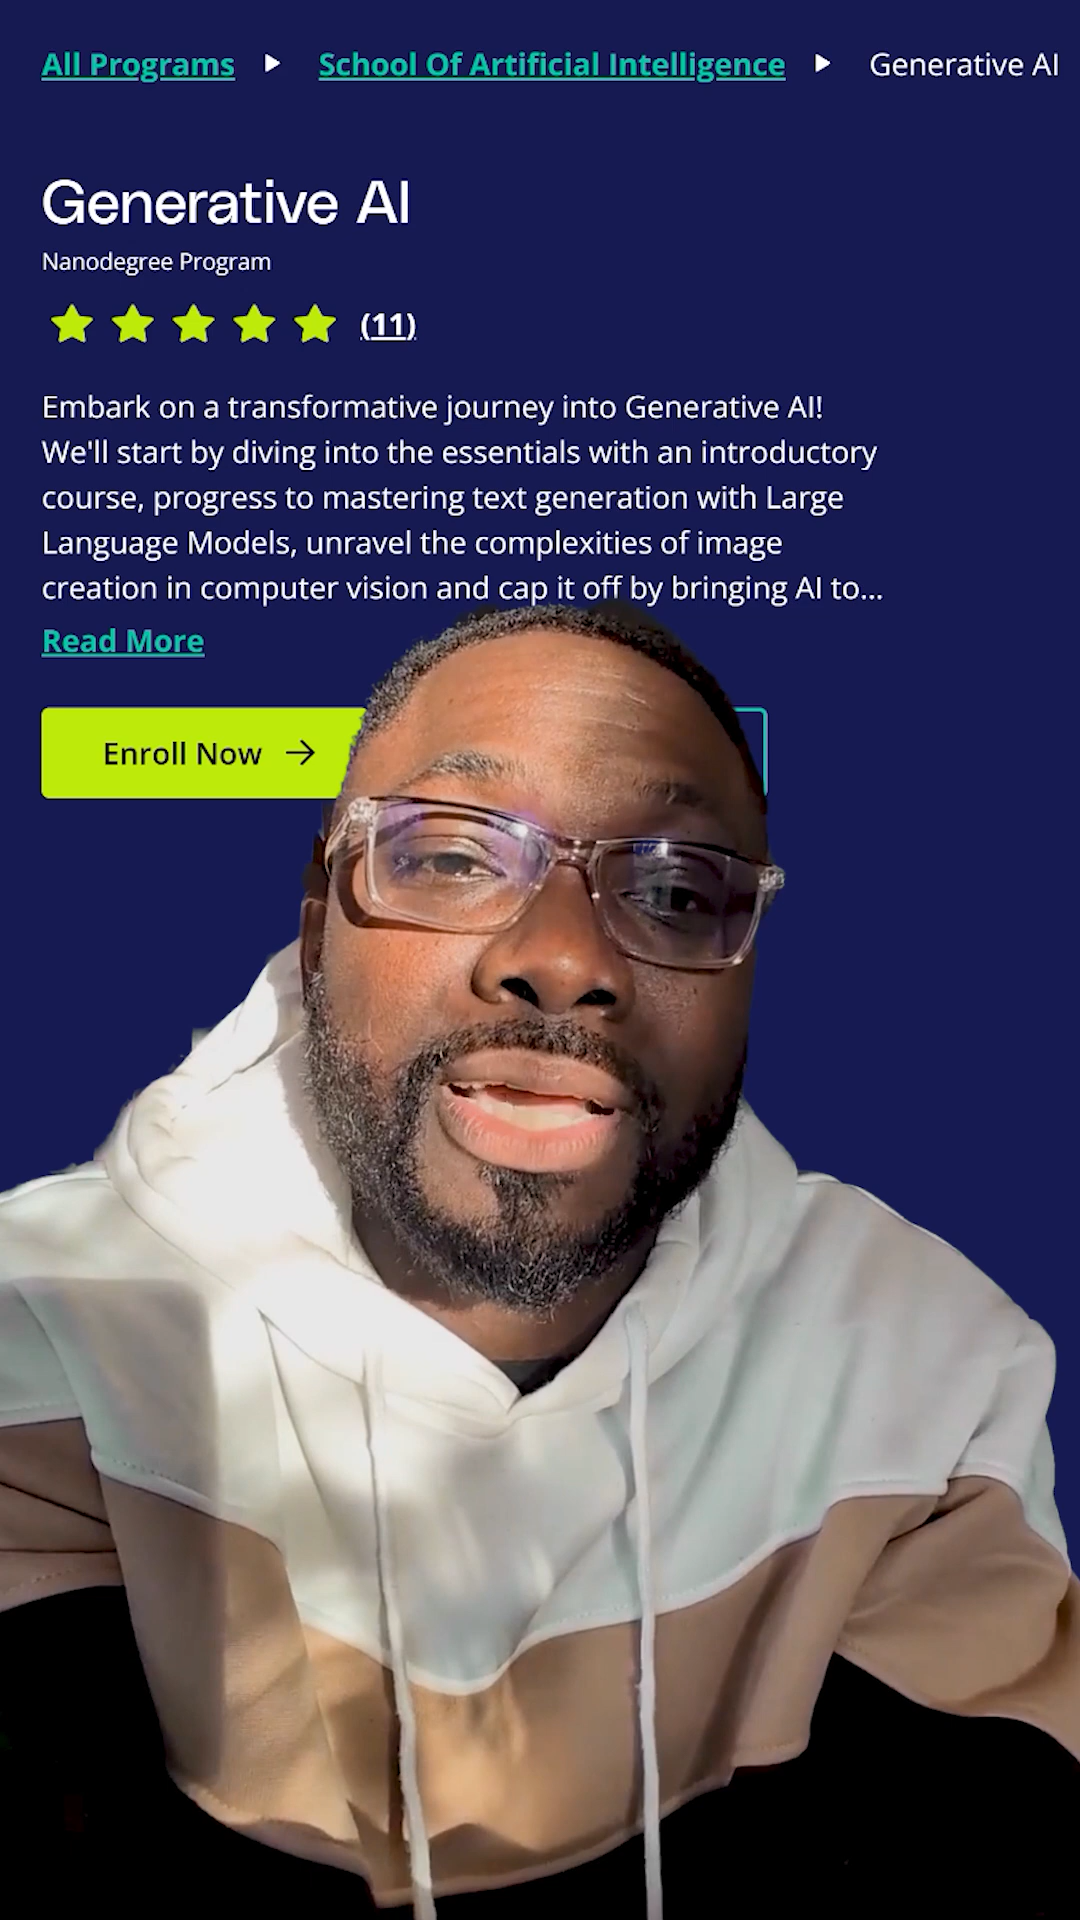 All Programs ▶ School Of Artificial Intelligence ▶ Generative AI
Generative AI
Nanodegree Program
(11)
Embark on a transformative journey into Generative AI!
We'll start by diving into the essentials with an introductory
course, progress to mastering text generation with Large
Language Models, unravel the complexities of image
creation in computer vision and cap it off by bringing AI to...
Read More
Enroll Now →